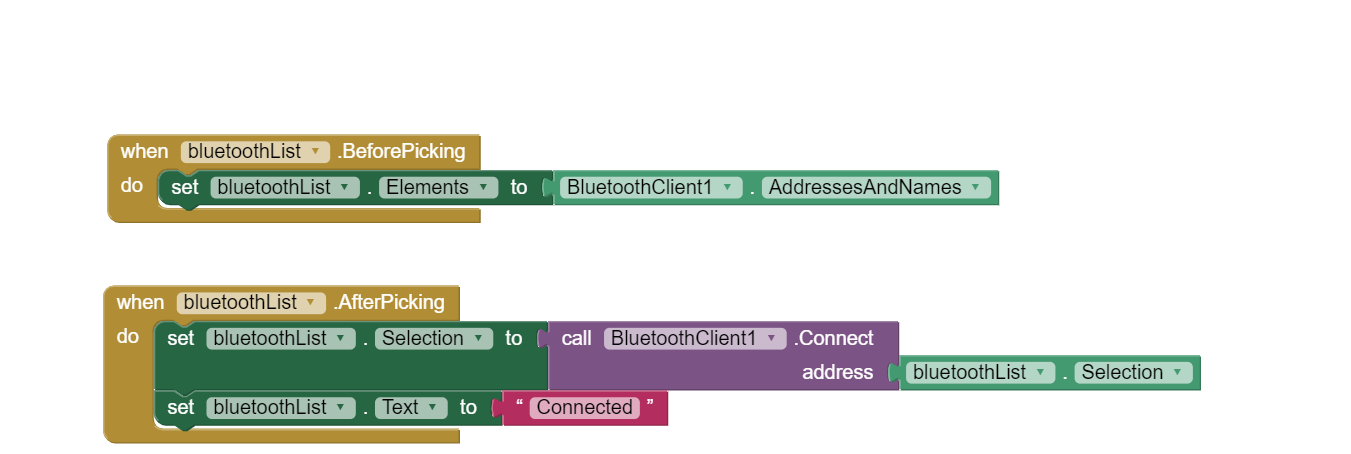 when bluetoothList .BeforePicking
do set bluetoothList . Elements to BluetoothClient1 . AddressesAndNames
when bluetoothList .AfterPicking
do set bluetoothList . Selection to call BluetoothClient1 .Connect
address bluetoothList . Selection
set bluetoothList . Text to “ Connected ”